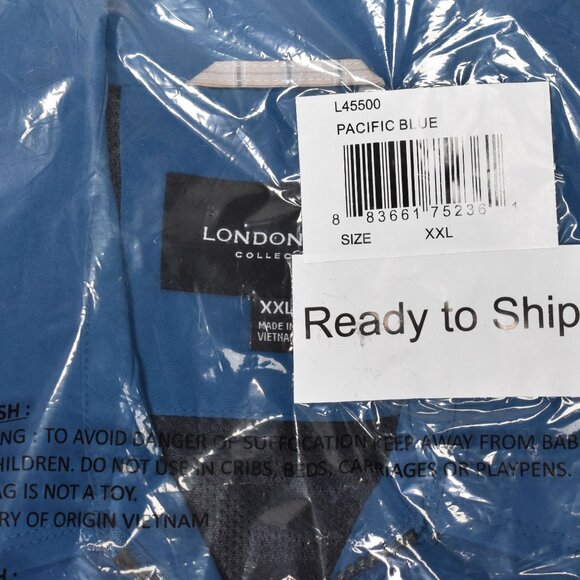 L45500
PACIFIC BLUE
8 83661 75236 1
SIZE XXL
LONDON
COLLEC
XXL
MADE IN
VIETNA
Ready to Ship
SH :
NG : TO AVOID DANGER OF SUFFOCATION, KEEP AWAY FROM BAB
CHILDREN. DO NOT USE IN CRIBS, BEDS, CARRIAGES OR PLAYPENS.
AG IS NOT A TOY.
RY OF ORIGIN VIETNAM